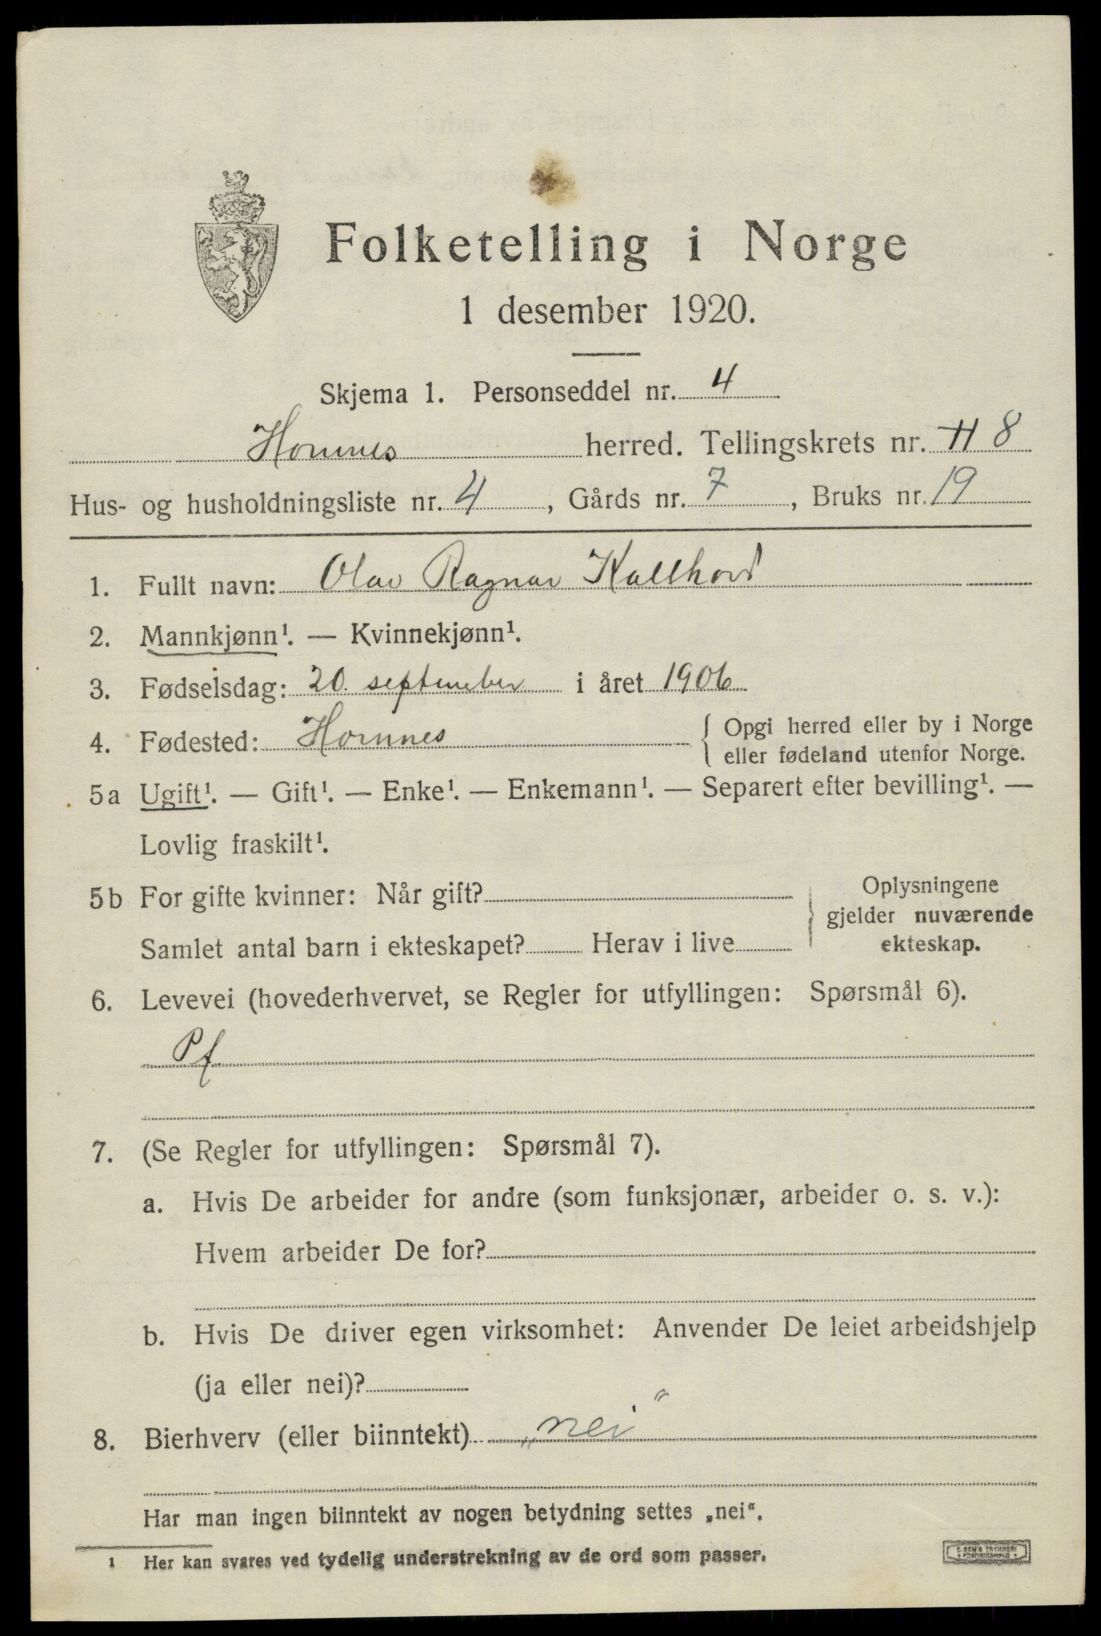 Folketelling i Norge
1 desember 1920.
Skjema 1. Personseddel nr. 4
Hornnes herred. Tellingskrets nr. 11 8
Hus- og husholdningsliste nr. 4, Gårds nr. 7, Bruks nr. 19
1. Fullt navn: Olav Ragnar Kallhovd
2. Mannkjønn¹. — Kvinnekjønn¹.
3. Fødselsdag: 20. september i året 1906
4. Fødested: Hornnes { Opgi herred eller by i Norge
eller fødeland utenfor Norge.
5a Ugift¹. — Gift¹. — Enke¹. — Enkemann¹. — Separert efter bevilling¹. —
Lovlig fraskilt¹.
5b For gifte kvinner: Når gift?
Samlet antal barn i ekteskapet? Herav i live
} Oplysningene
gjelder nuværende
ekteskap.
6. Levevei (hovederhvervet, se Regler for utfyllingen: Spørsmål 6).
Pf
7. (Se Regler for utfyllingen: Spørsmål 7).
a. Hvis De arbeider for andre (som funksjonær, arbeider o. s. v.):
Hvem arbeider De for?
b. Hvis De driver egen virksomhet: Anvender De leiet arbeidshjelp
(ja eller nei)?
8. Bierhverv (eller biinntekt) „nei"
Har man ingen biinntekt av nogen betydning settes „nei“.
¹ Her kan svares ved tydelig understrekning av de ord som passer.